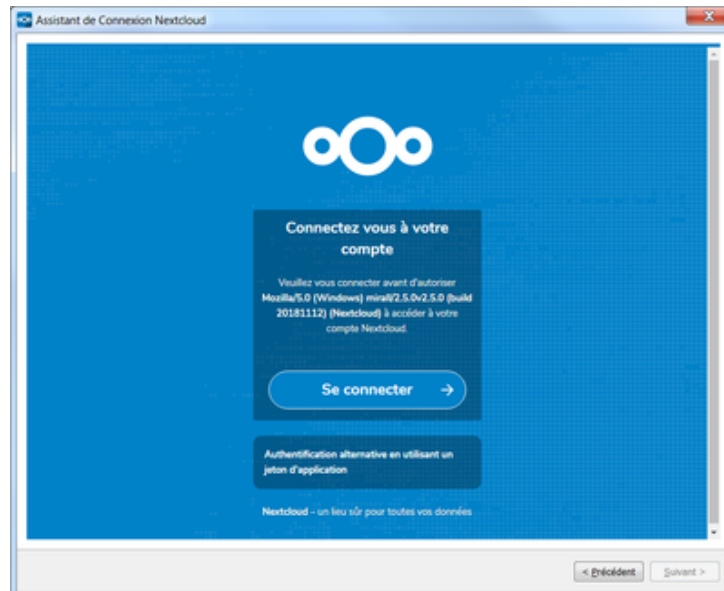 Assistant de Connexion Nextcloud
Connectez vous à votre
compte
Veuillez vous connecter avant d'autoriser
Mozilla/5.0 (Windows) mirall/2.5.0v2.5.0 (build
20181112) (Nextcloud) à accéder à votre
compte Nextcloud.
Se connecter
Authentification alternative en utilisant un
jeton d'application
Nextcloud – un lieu sûr pour toutes vos données
< Précédent
Suivant >